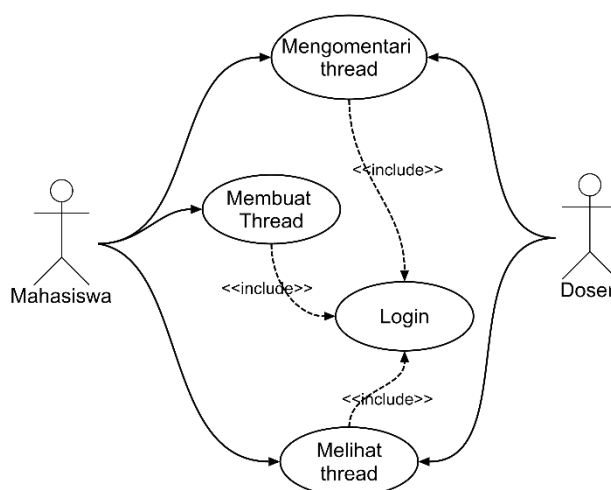 Mengomentari
thread
<<include>>
Membuat
Thread
Mahasiswa
Dosen
<<include>>
Login
<<include>>
Melihat
thread